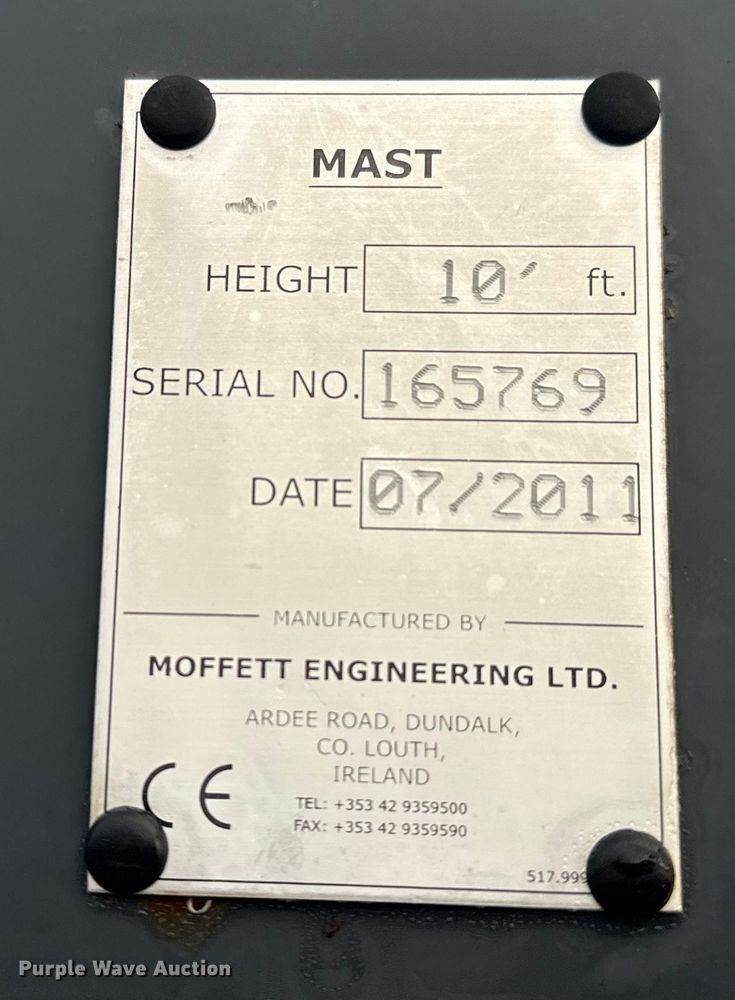 MAST
HEIGHT 10' ft.
SERIAL NO. 165769
DATE 07/2011
MANUFACTURED BY
MOFFETT ENGINEERING LTD.
ARDEE ROAD, DUNDALK,
CO. LOUTH,
IRELAND
TEL: +353 42 9359500
FAX: +353 42 9359590
CE
Purple Wave Auction